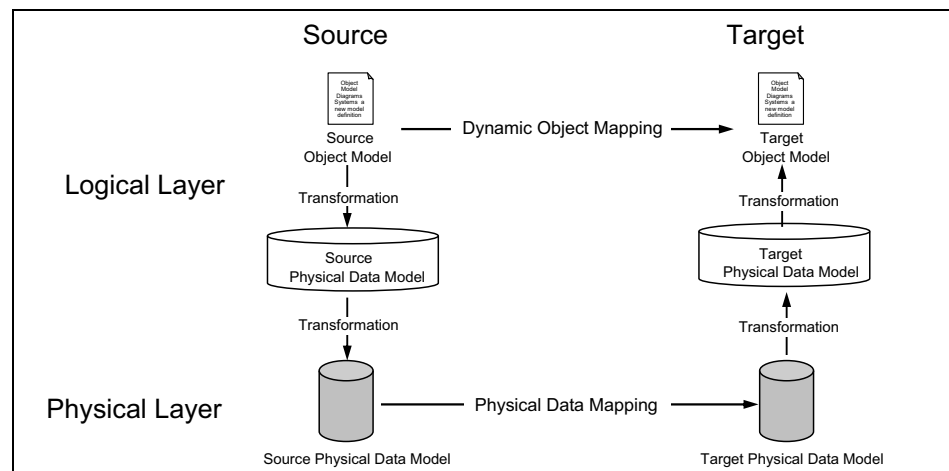 Source
Target
Object
Model
Diagrams
Systems a
new model
definition
Object
Model
Diagrams
Systems a
new model
definition
Source
Object Model
Dynamic Object Mapping
Target
Object Model
Logical Layer
Transformation
Transformation
Source
Physical Data Model
Target
Physical Data Model
Transformation
Transformation
Physical Layer
Physical Data Mapping
Source Physical Data Model
Target Physical Data Model